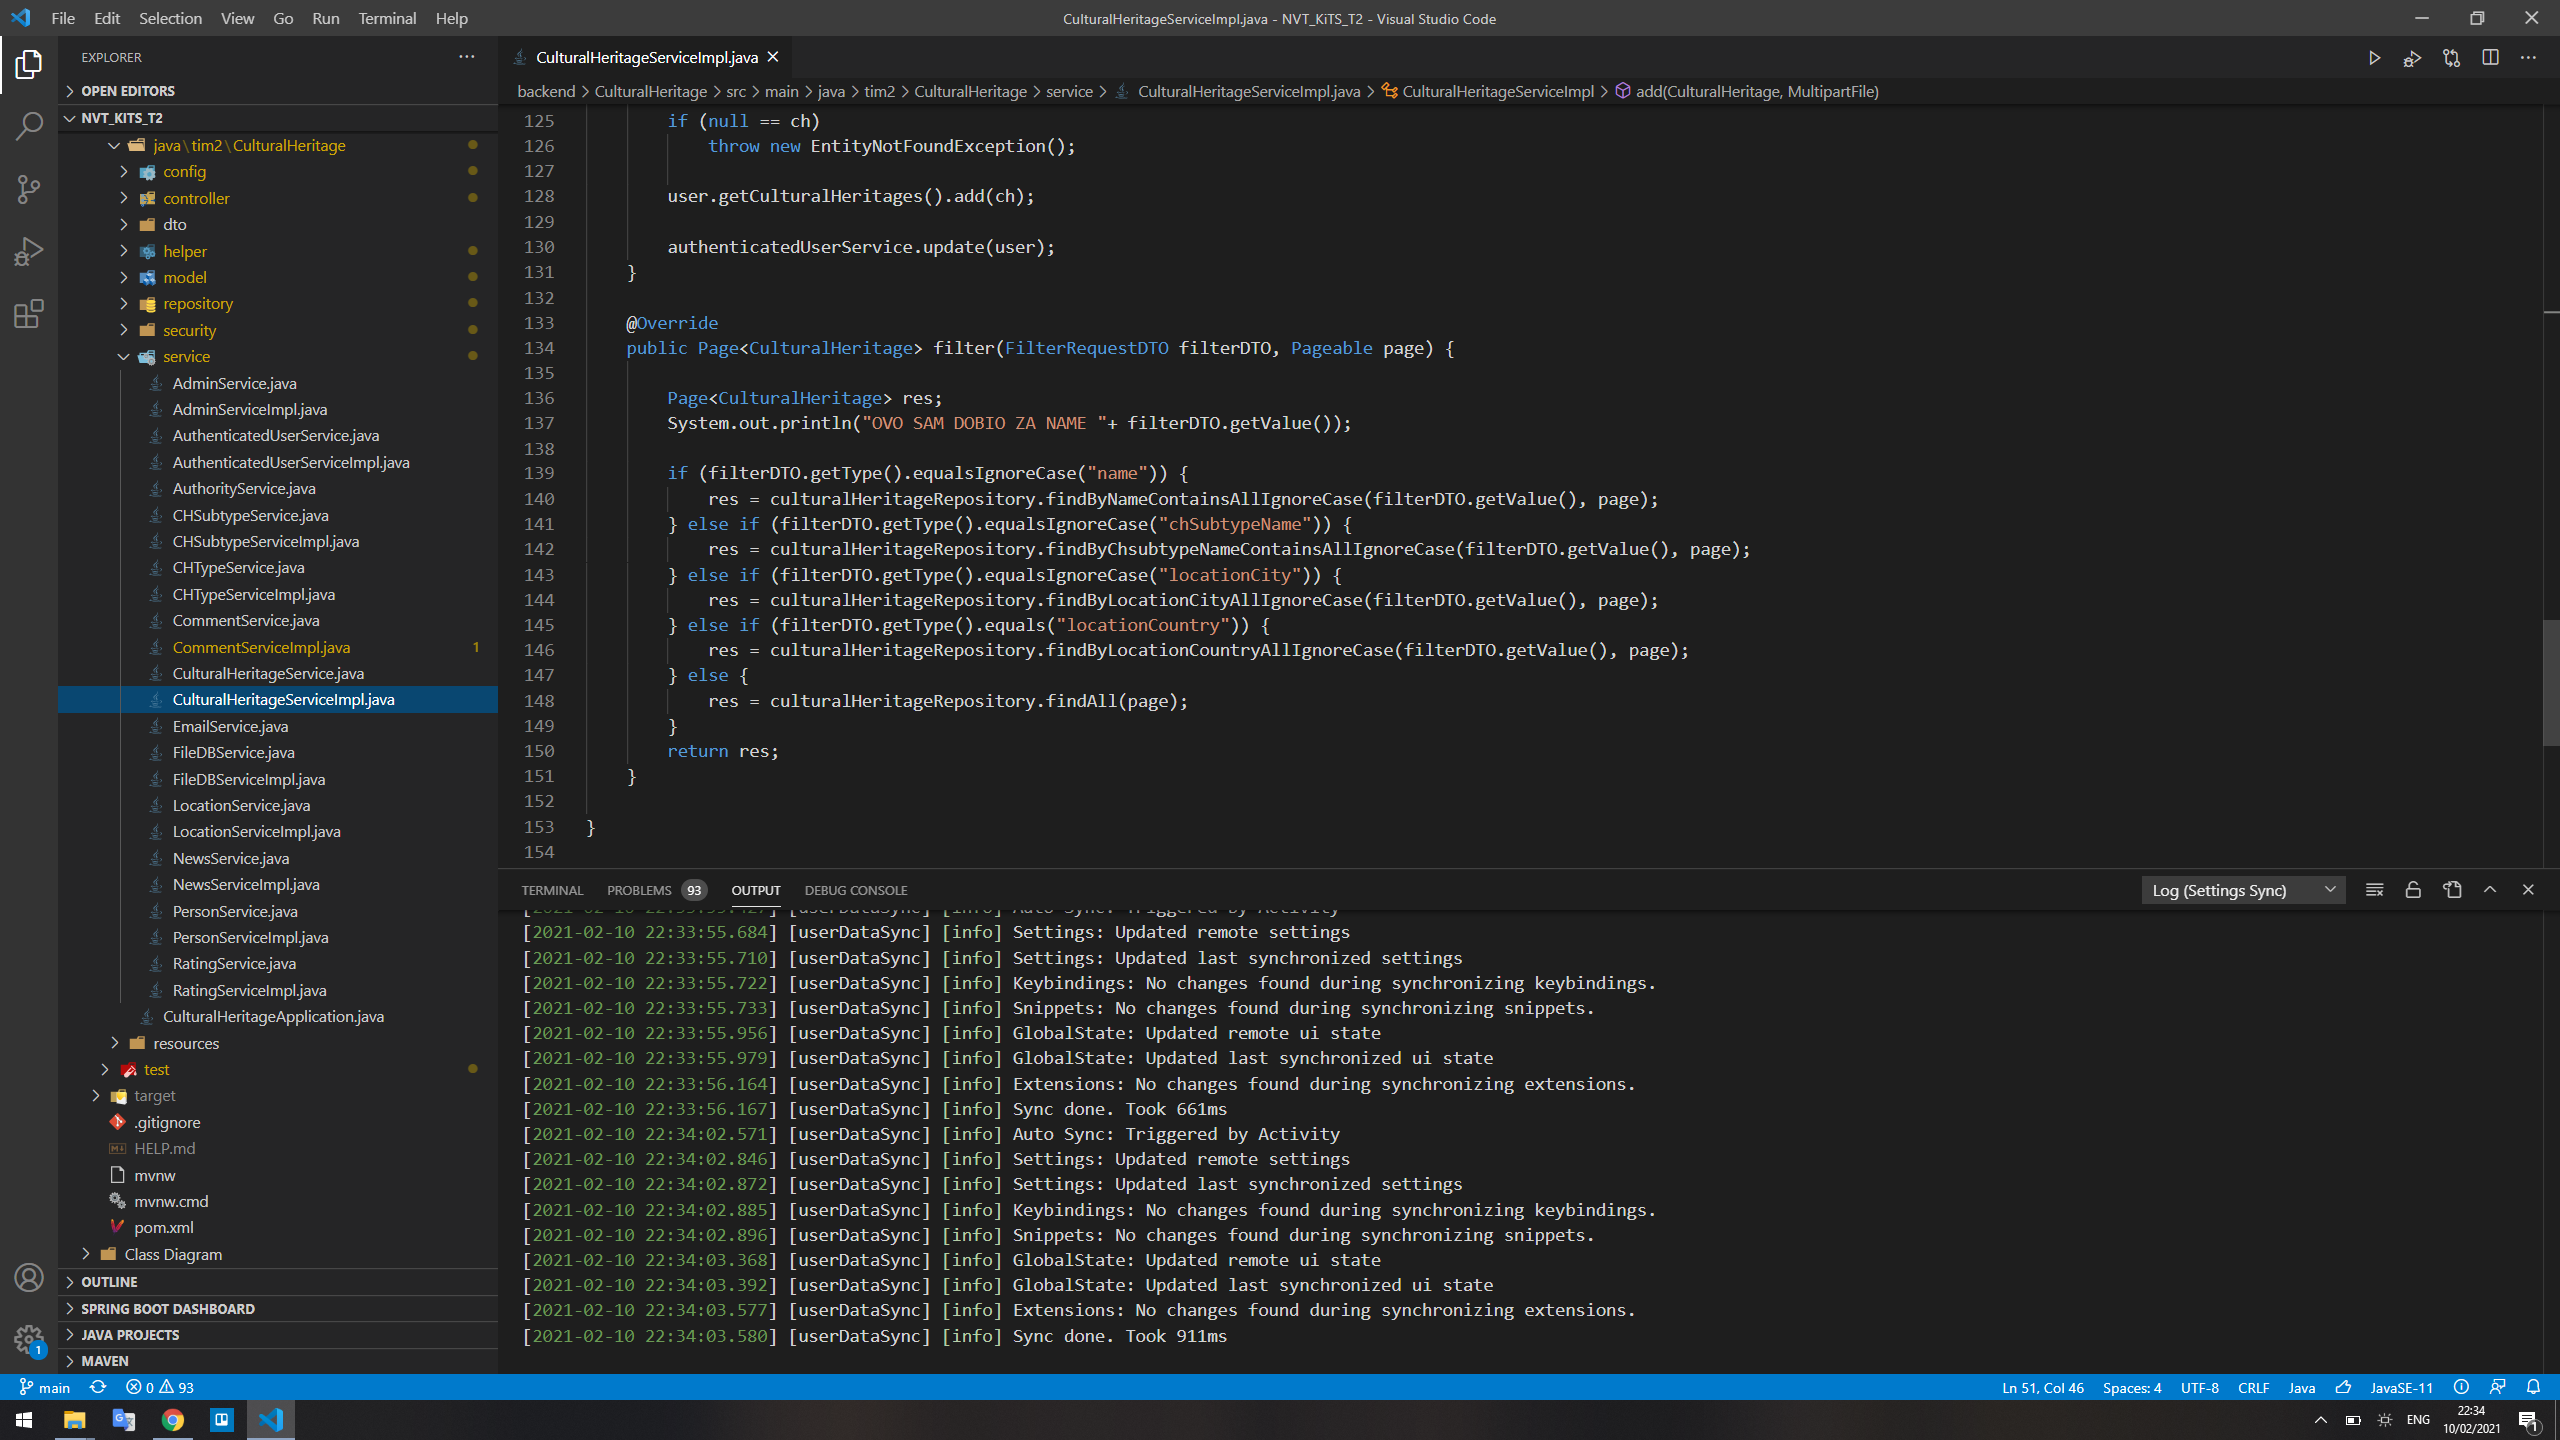 File Edit Selection View Go Run Terminal Help
CulturalHeritageServiceImpl.java - NVT_KiTS_T2 - Visual Studio Code
EXPLORER
OPEN EDITORS
NVT_KITS_T2
java\tim2\CulturalHeritage
config
controller
dto
helper
model
repository
security
service
AdminService.java
AdminServiceImpl.java
AuthenticatedUserService.java
AuthenticatedUserServiceImpl.java
AuthorityService.java
CHSubtypeService.java
CHSubtypeServiceImpl.java
CHTypeService.java
CHTypeServiceImpl.java
CommentService.java
CommentServiceImpl.java 1
CulturalHeritageService.java
CulturalHeritageServiceImpl.java
EmailService.java
FileDBService.java
FileDBServiceImpl.java
LocationService.java
LocationServiceImpl.java
NewsService.java
NewsServiceImpl.java
PersonService.java
PersonServiceImpl.java
RatingService.java
RatingServiceImpl.java
CulturalHeritageApplication.java
resources
test
target
.gitignore
HELP.md
mvnw
mvnw.cmd
pom.xml
Class Diagram
OUTLINE
SPRING BOOT DASHBOARD
JAVA PROJECTS
MAVEN
1
CulturalHeritageServiceImpl.java
backend > CulturalHeritage > src > main > java > tim2 > CulturalHeritage > service > CulturalHeritageServiceImpl.java > CulturalHeritageServiceImpl > add(CulturalHeritage, MultipartFile)
125 if (null == ch)
126 throw new EntityNotFoundException();
127
128 user.getCulturalHeritages().add(ch);
129
130 authenticatedUserService.update(user);
131 }
132
133 @Override
134 public Page<CulturalHeritage> filter(FilterRequestDTO filterDTO, Pageable page) {
135
136 Page<CulturalHeritage> res;
137 System.out.println("OVO SAM DOBIO ZA NAME "+ filterDTO.getValue());
138
139 if (filterDTO.getType().equalsIgnoreCase("name")) {
140 res = culturalHeritageRepository.findByNameContainsAllIgnoreCase(filterDTO.getValue(), page);
141 } else if (filterDTO.getType().equalsIgnoreCase("chSubtypeName")) {
142 res = culturalHeritageRepository.findByChsubtypeNameContainsAllIgnoreCase(filterDTO.getValue(), page);
143 } else if (filterDTO.getType().equalsIgnoreCase("locationCity")) {
144 res = culturalHeritageRepository.findByLocationCityAllIgnoreCase(filterDTO.getValue(), page);
145 } else if (filterDTO.getType().equals("locationCountry")) {
146 res = culturalHeritageRepository.findByLocationCountryAllIgnoreCase(filterDTO.getValue(), page);
147 } else {
148 res = culturalHeritageRepository.findAll(page);
149 }
150 return res;
151 }
152
153 }
154
TERMINAL PROBLEMS 93 OUTPUT DEBUG CONSOLE
Log (Settings Sync)
[userDataSync] [info] Auto Sync: Triggered by Activity
[2021-02-10 22:33:55.684] [userDataSync] [info] Settings: Updated remote settings
[2021-02-10 22:33:55.710] [userDataSync] [info] Settings: Updated last synchronized settings
[2021-02-10 22:33:55.722] [userDataSync] [info] Keybindings: No changes found during synchronizing keybindings.
[2021-02-10 22:33:55.733] [userDataSync] [info] Snippets: No changes found during synchronizing snippets.
[2021-02-10 22:33:55.956] [userDataSync] [info] GlobalState: Updated remote ui state
[2021-02-10 22:33:55.979] [userDataSync] [info] GlobalState: Updated last synchronized ui state
[2021-02-10 22:33:56.164] [userDataSync] [info] Extensions: No changes found during synchronizing extensions.
[2021-02-10 22:33:56.167] [userDataSync] [info] Sync done. Took 661ms
[2021-02-10 22:34:02.571] [userDataSync] [info] Auto Sync: Triggered by Activity
[2021-02-10 22:34:02.846] [userDataSync] [info] Settings: Updated remote settings
[2021-02-10 22:34:02.872] [userDataSync] [info] Settings: Updated last synchronized settings
[2021-02-10 22:34:02.885] [userDataSync] [info] Keybindings: No changes found during synchronizing keybindings.
[2021-02-10 22:34:02.896] [userDataSync] [info] Snippets: No changes found during synchronizing snippets.
[2021-02-10 22:34:03.368] [userDataSync] [info] GlobalState: Updated remote ui state
[2021-02-10 22:34:03.392] [userDataSync] [info] GlobalState: Updated last synchronized ui state
[2021-02-10 22:34:03.577] [userDataSync] [info] Extensions: No changes found during synchronizing extensions.
[2021-02-10 22:34:03.580] [userDataSync] [info] Sync done. Took 911ms
main 0 93
Ln 51, Col 46 Spaces: 4 UTF-8 CRLF Java JavaSE-11
ENG
22:34
10/02/2021
1